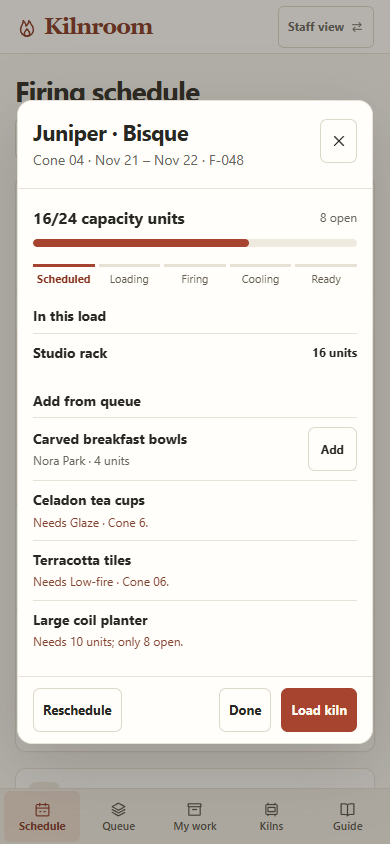 Kilnroom
Staff view
Firing schedule
Juniper · Bisque
Cone 04 · Nov 21 – Nov 22 · F-048
16/24 capacity units
8 open
Scheduled
Loading
Firing
Cooling
Ready
In this load
Studio rack
16 units
Add from queue
Carved breakfast bowls
Nora Park · 4 units
Add
Celadon tea cups
Needs Glaze · Cone 6.
Terracotta tiles
Needs Low-fire · Cone 06.
Large coil planter
Needs 10 units; only 8 open.
Reschedule
Done
Load kiln
Schedule
Queue
My work
Kilns
Guide